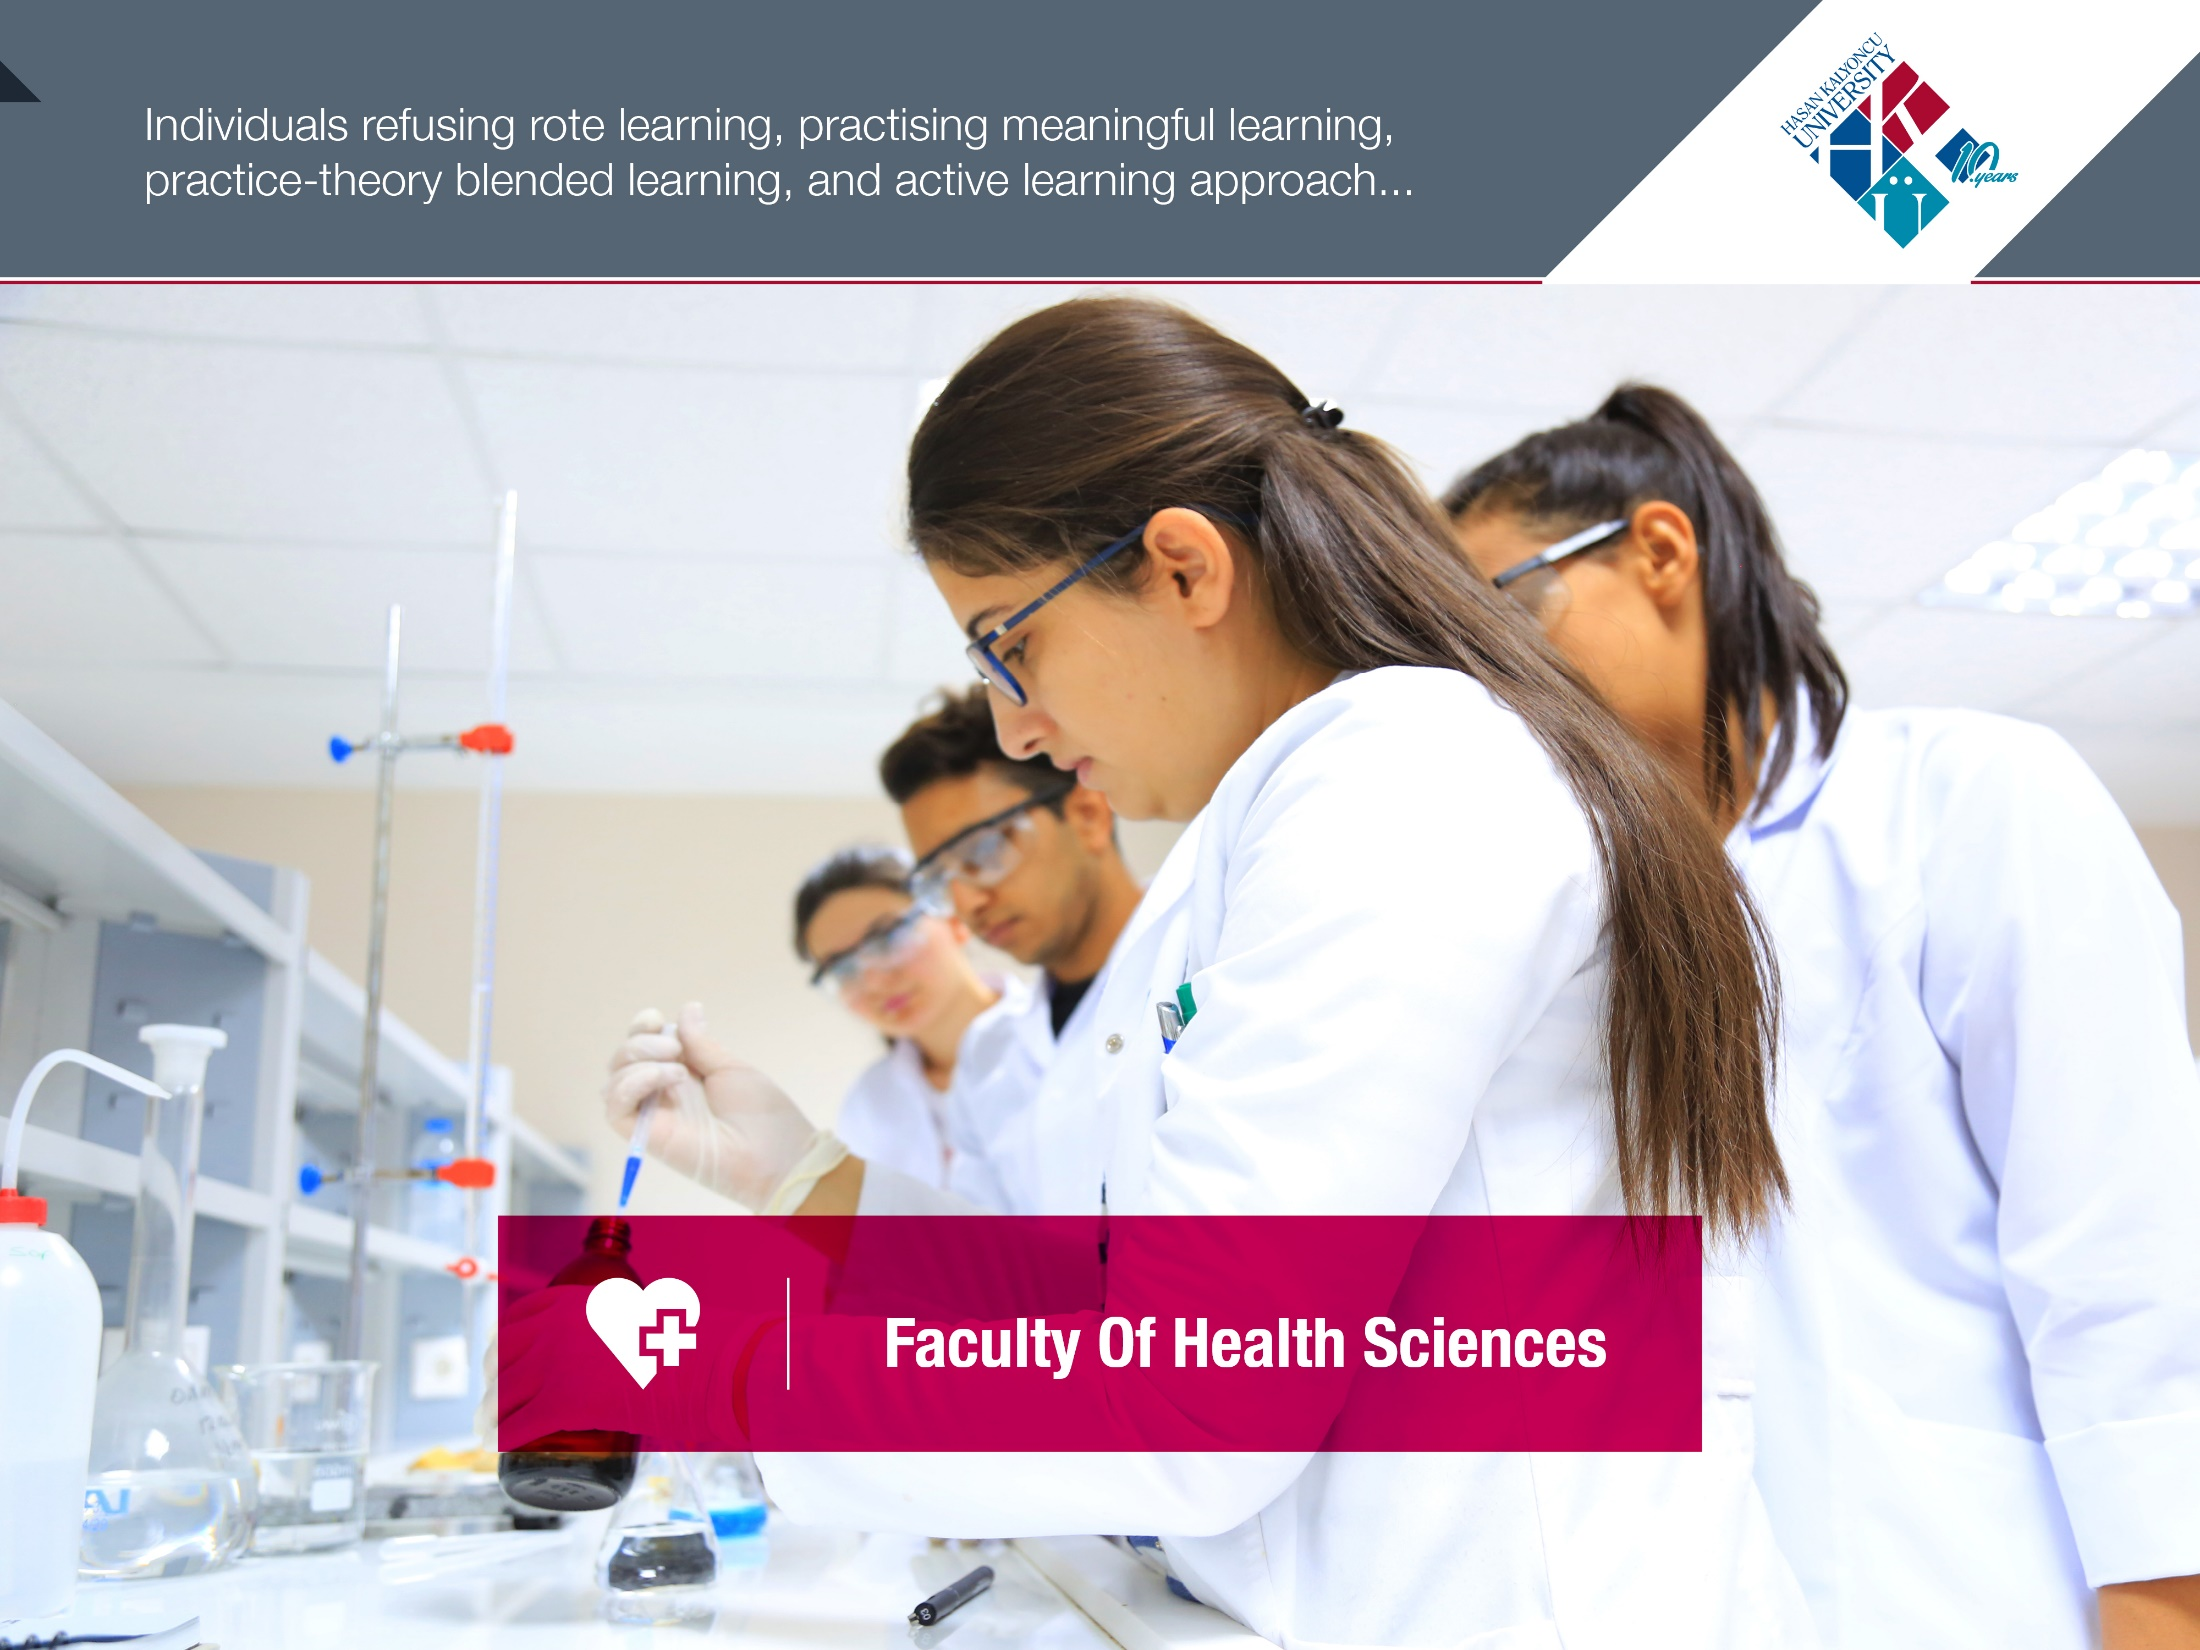 Individuals refusing rote learning, practising meaningful learning,
practice-theory blended learning, and active learning approach...
HASAN KALYONCU
UNIVERSITY
HKÜ
10.years
Faculty Of Health Sciences